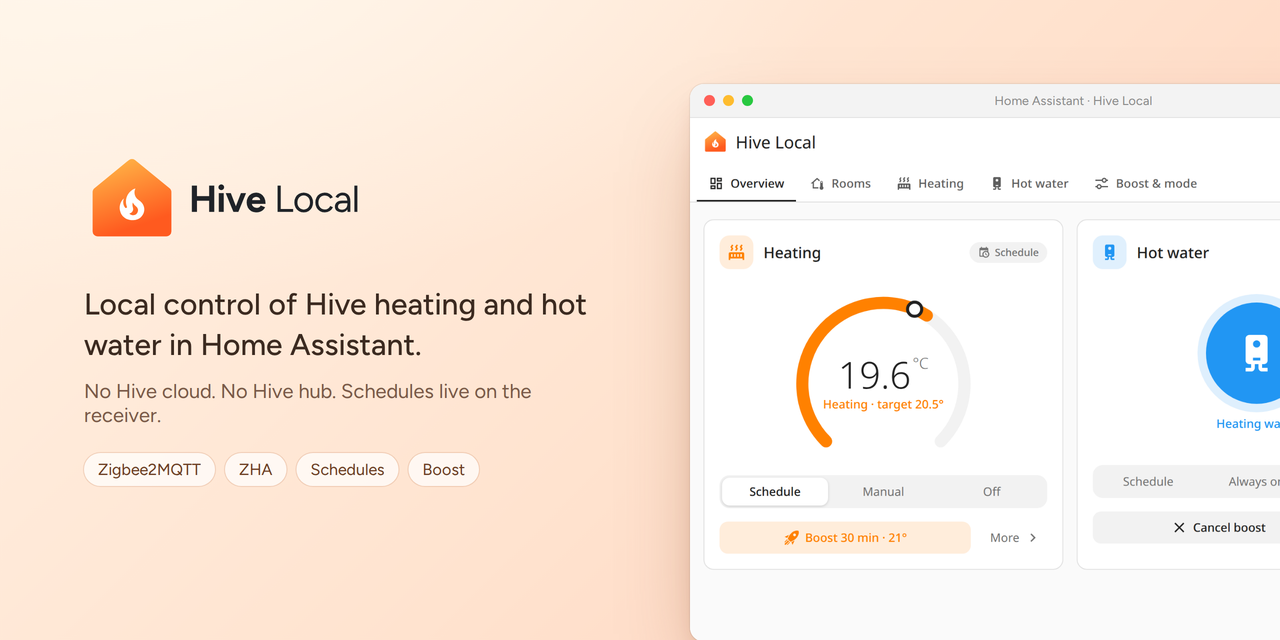 Hive Local
Local control of Hive heating and hot
water in Home Assistant.
No Hive cloud. No Hive hub. Schedules live on the
receiver.
Zigbee2MQTT
ZHA
Schedules
Boost
Home Assistant · Hive Local
Hive Local
Overview
Rooms
Heating
Hot water
Boost & mode
Heating
Schedule
19.6 °C
Heating · target 20.5°
Schedule
Manual
Off
Boost 30 min · 21°
More
Hot water
Heating
Schedule
Always
Cancel boost